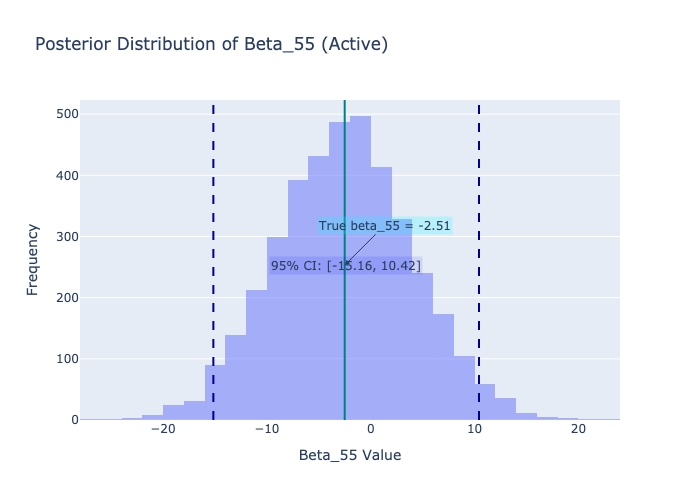 Posterior Distribution of Beta_55 (Active)
500
400
300
200
100
0
Frequency
True beta_55 = -2.51
95% CI: [-15.16, 10.42]
−20
−10
0
10
20
Beta_55 Value